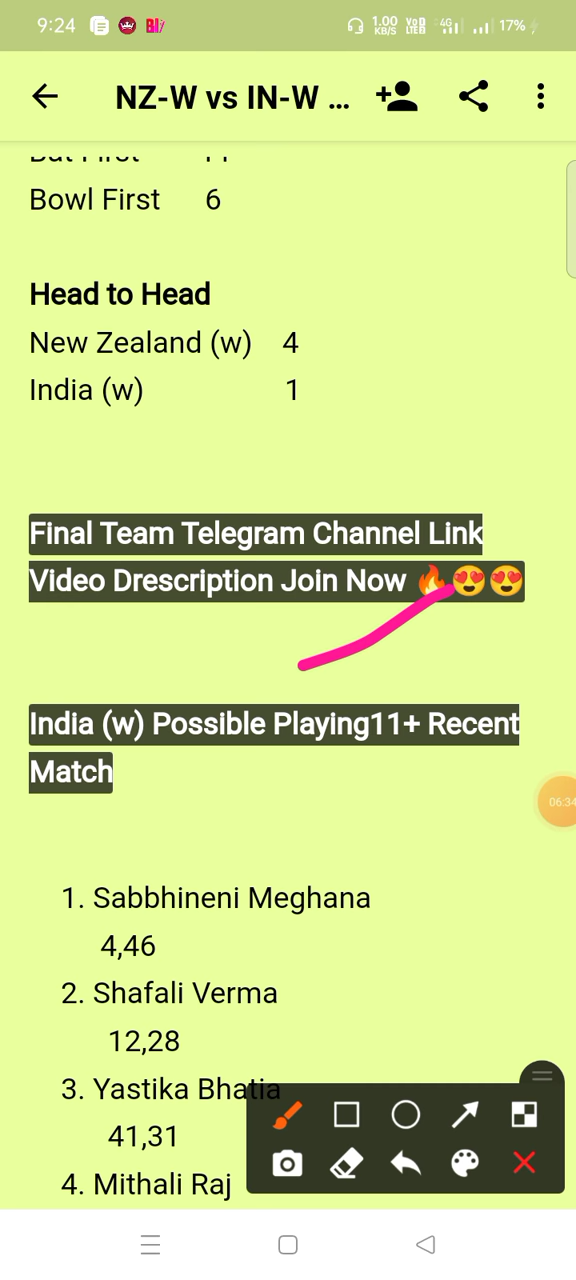 9:24
1.00 KB/S
4G
17%
NZ-W vs IN-W ...
Bowl First 6
Head to Head
New Zealand (w) 4
India (w) 1
Final Team Telegram Channel Link
Video Drescription Join Now 🔥😍😍
India (w) Possible Playing11+ Recent
Match
1. Sabbhineni Meghana
4,46
2. Shafali Verma
12,28
3. Yastika Bhatia
41,31
4. Mithali Raj
06:34